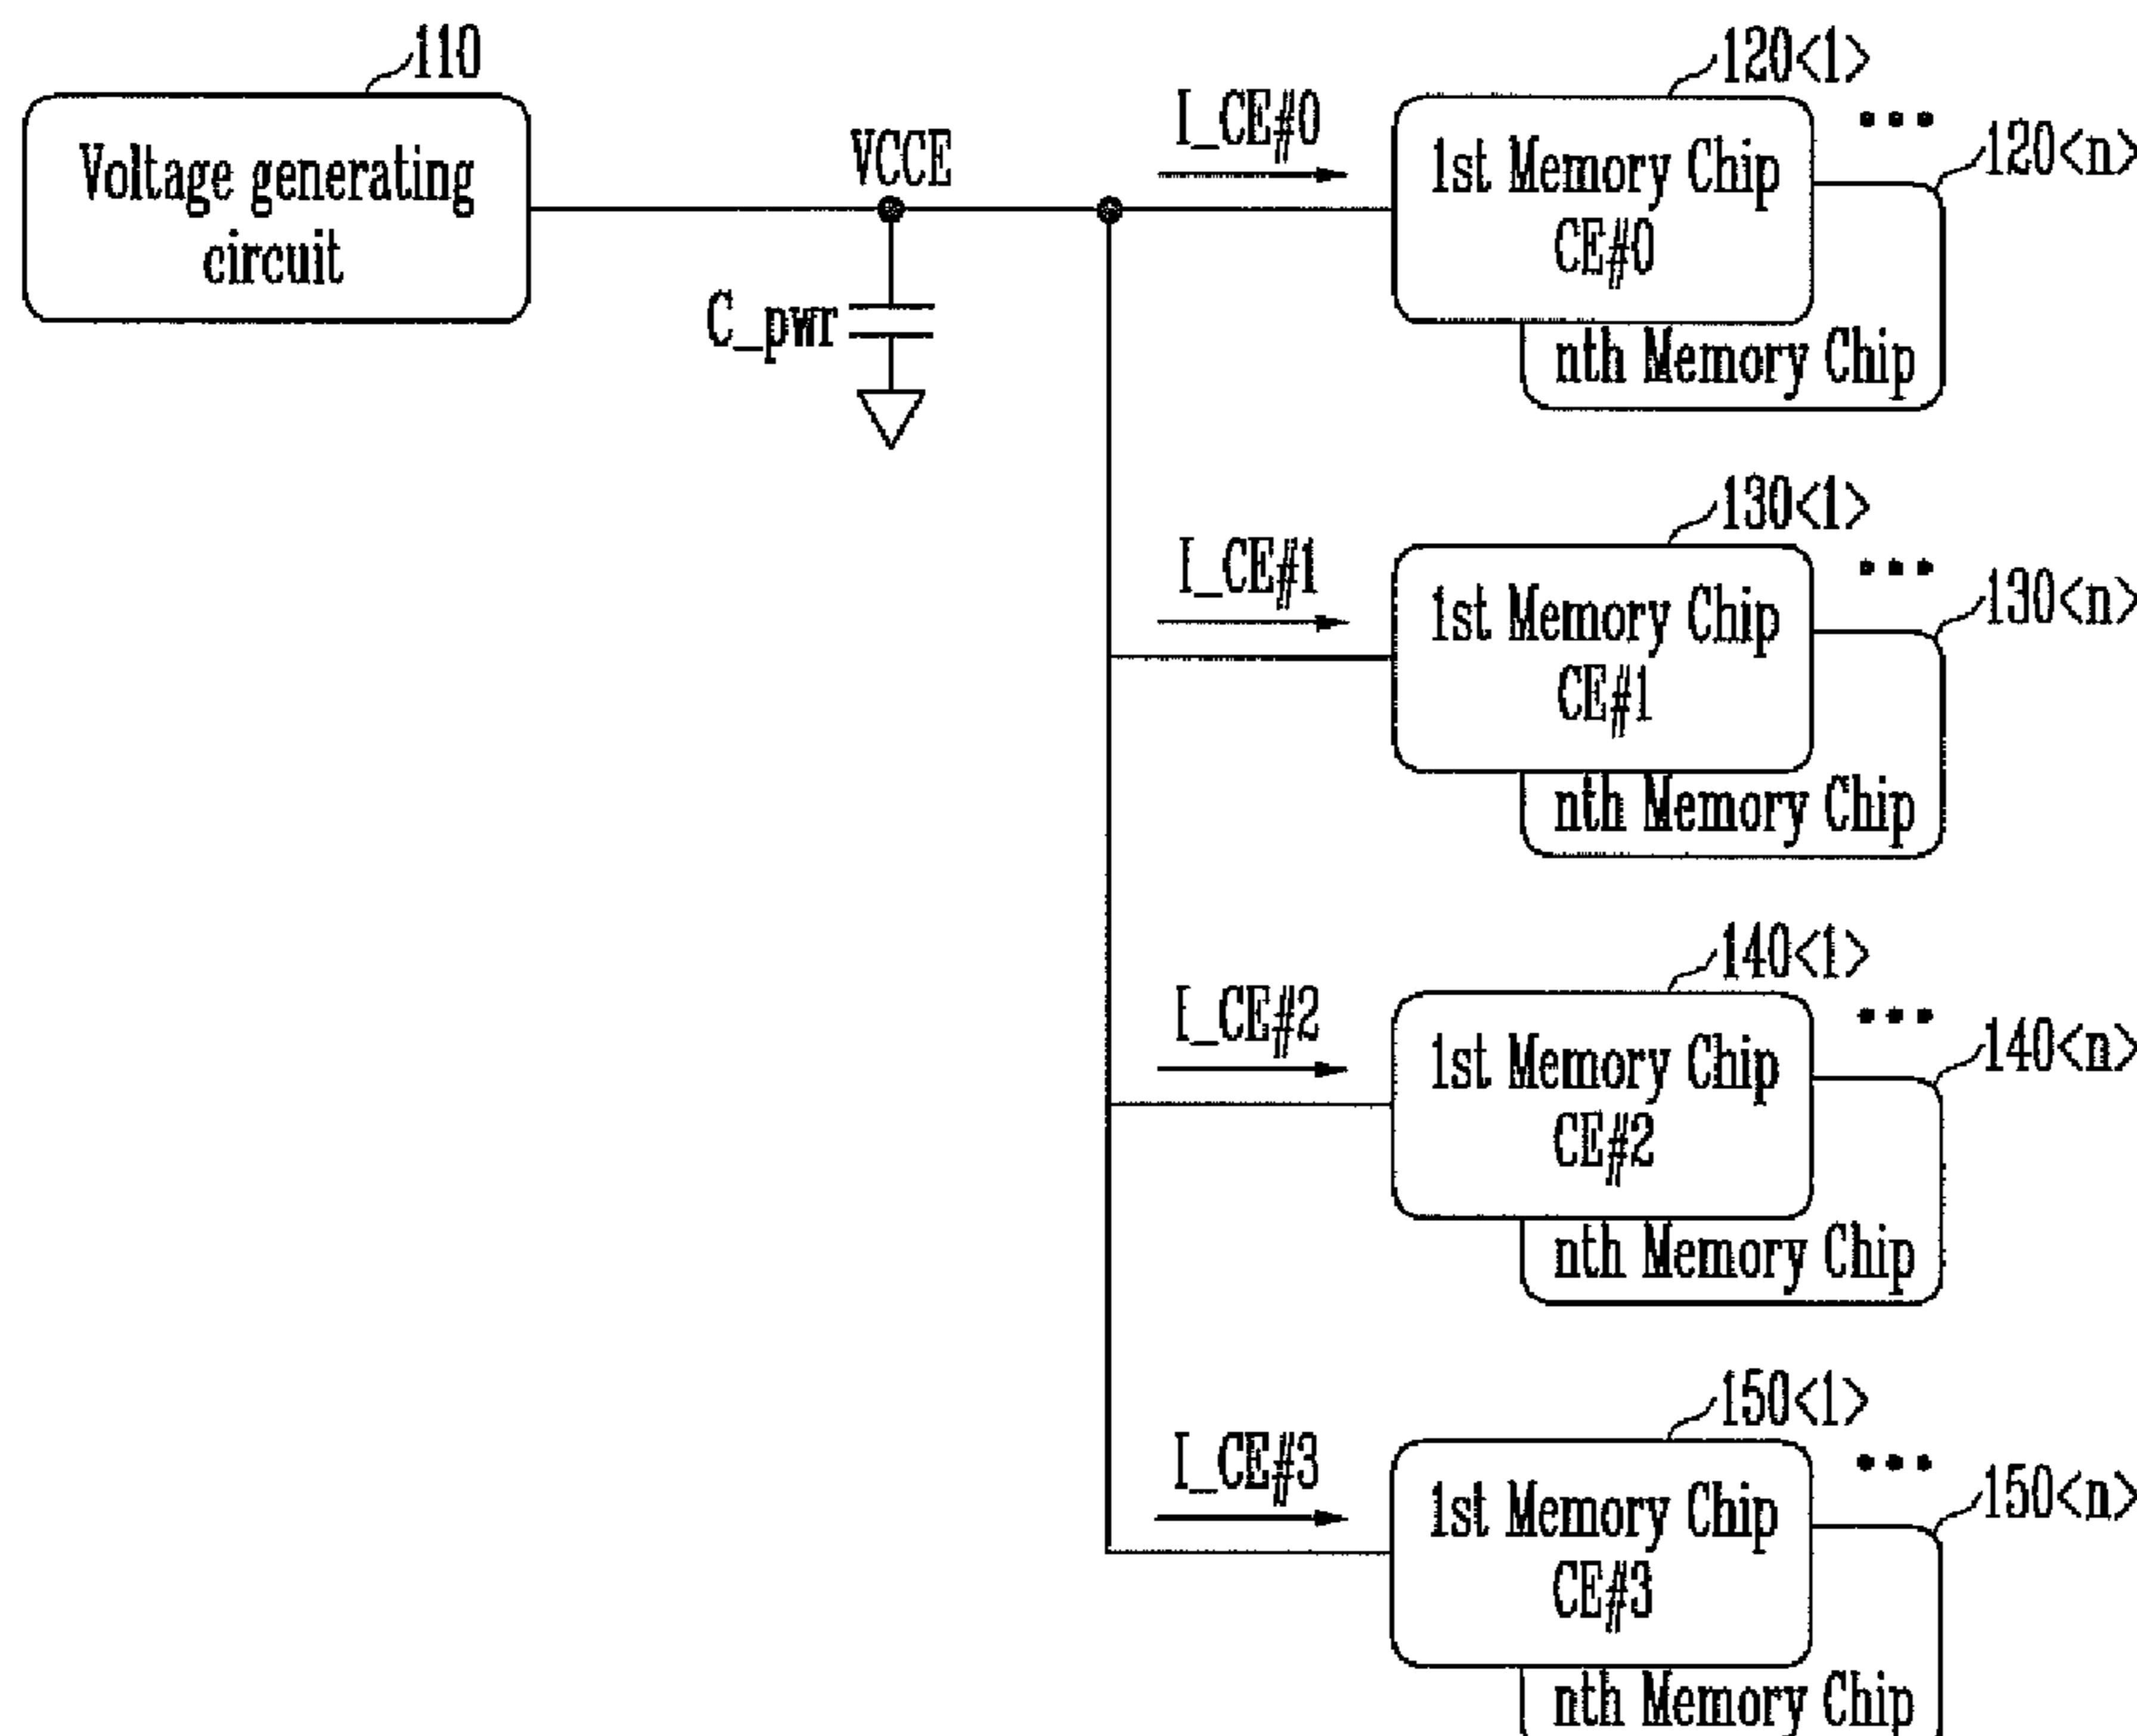 110
Voltage generating
circuit
VCCE
C_pwr
I_CE#0
120<1>
1st Memory Chip
CE#0
...
120<n>
nth Memory Chip
I_CE#1
130<1>
1st Memory Chip
CE#1
...
130<n>
nth Memory Chip
I_CE#2
140<1>
1st Memory Chip
CE#2
...
140<n>
nth Memory Chip
I_CE#3
150<1>
1st Memory Chip
CE#3
...
150<n>
nth Memory Chip